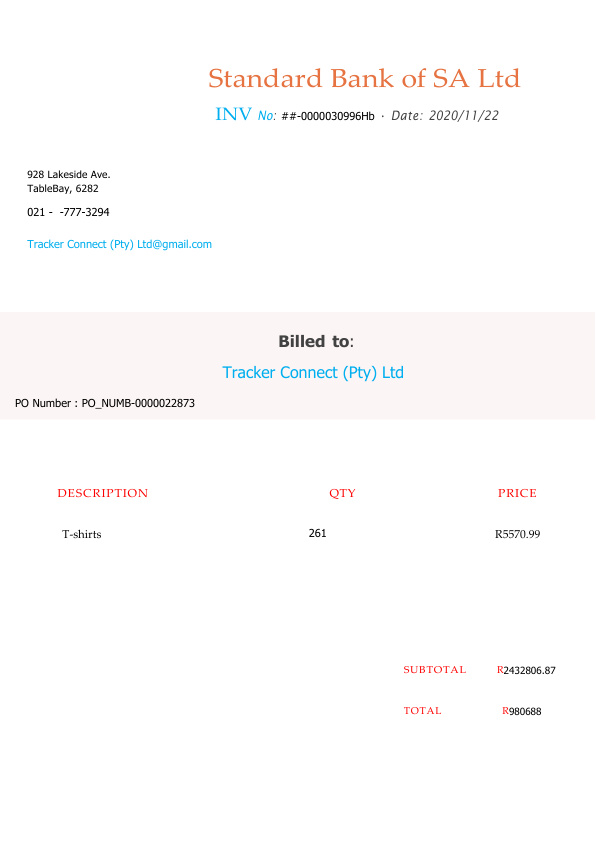 Standard Bank of SA Ltd
INV No: ##-0000030996Hb · Date: 2020/11/22
928 Lakeside Ave.
TableBay, 6282
021 - -777-3294
Tracker Connect (Pty) Ltd@gmail.com
Billed to:
Tracker Connect (Pty) Ltd
PO Number : PO_NUMB-0000022873
DESCRIPTION QTY PRICE
T-shirts 261 R5570.99
SUBTOTAL R2432806.87
TOTAL R980688